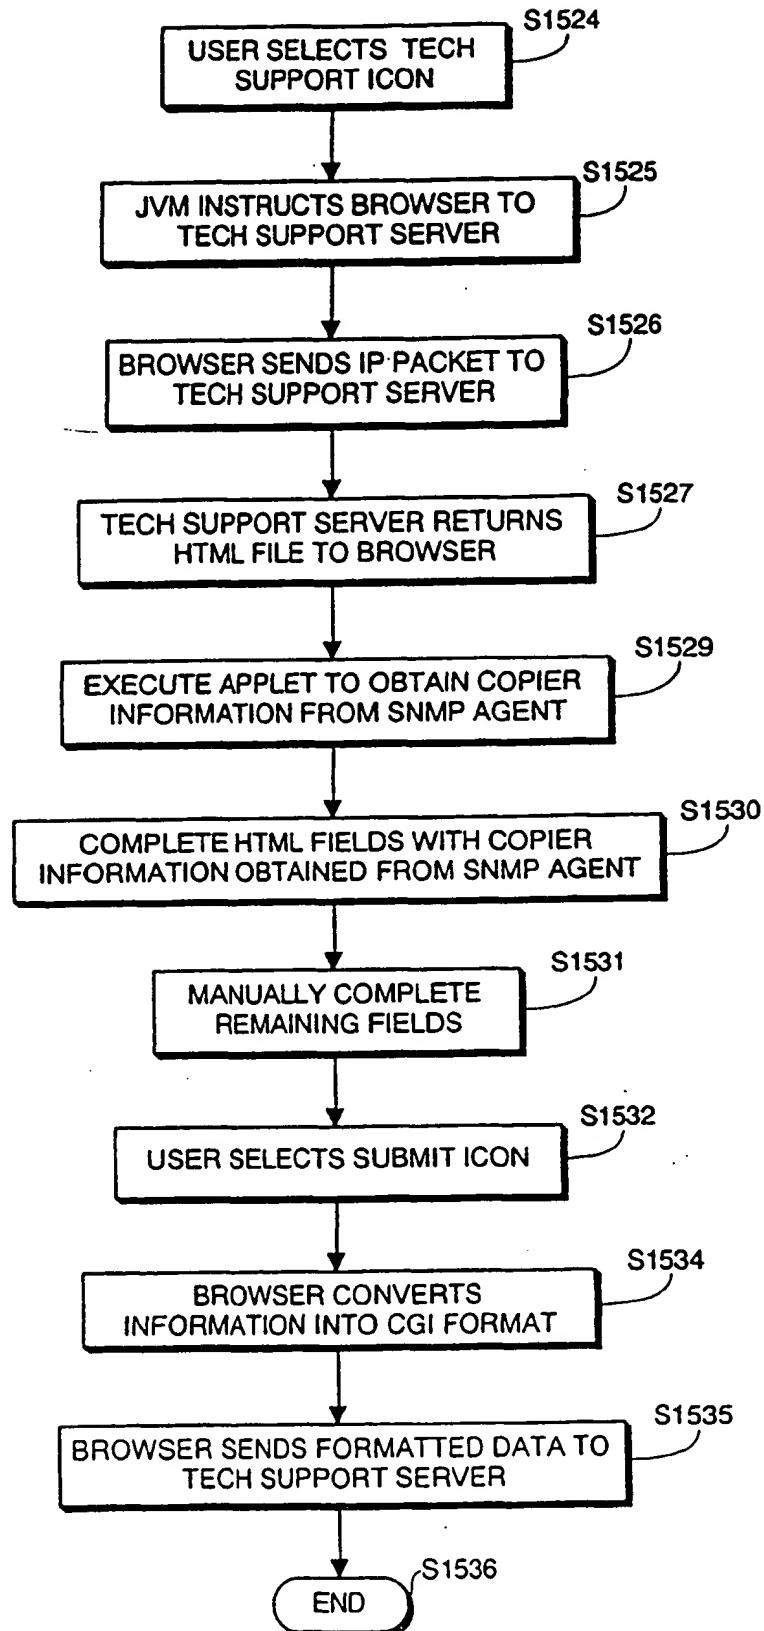 S1524
USER SELECTS TECH
SUPPORT ICON
S1525
JVM INSTRUCTS BROWSER TO
TECH SUPPORT SERVER
S1526
BROWSER SENDS IP PACKET TO
TECH SUPPORT SERVER
S1527
TECH SUPPORT SERVER RETURNS
HTML FILE TO BROWSER
S1529
EXECUTE APPLET TO OBTAIN COPIER
INFORMATION FROM SNMP AGENT
S1530
COMPLETE HTML FIELDS WITH COPIER
INFORMATION OBTAINED FROM SNMP AGENT
S1531
MANUALLY COMPLETE
REMAINING FIELDS
S1532
USER SELECTS SUBMIT ICON
S1534
BROWSER CONVERTS
INFORMATION INTO CGI FORMAT
S1535
BROWSER SENDS FORMATTED DATA TO
TECH SUPPORT SERVER
S1536
END